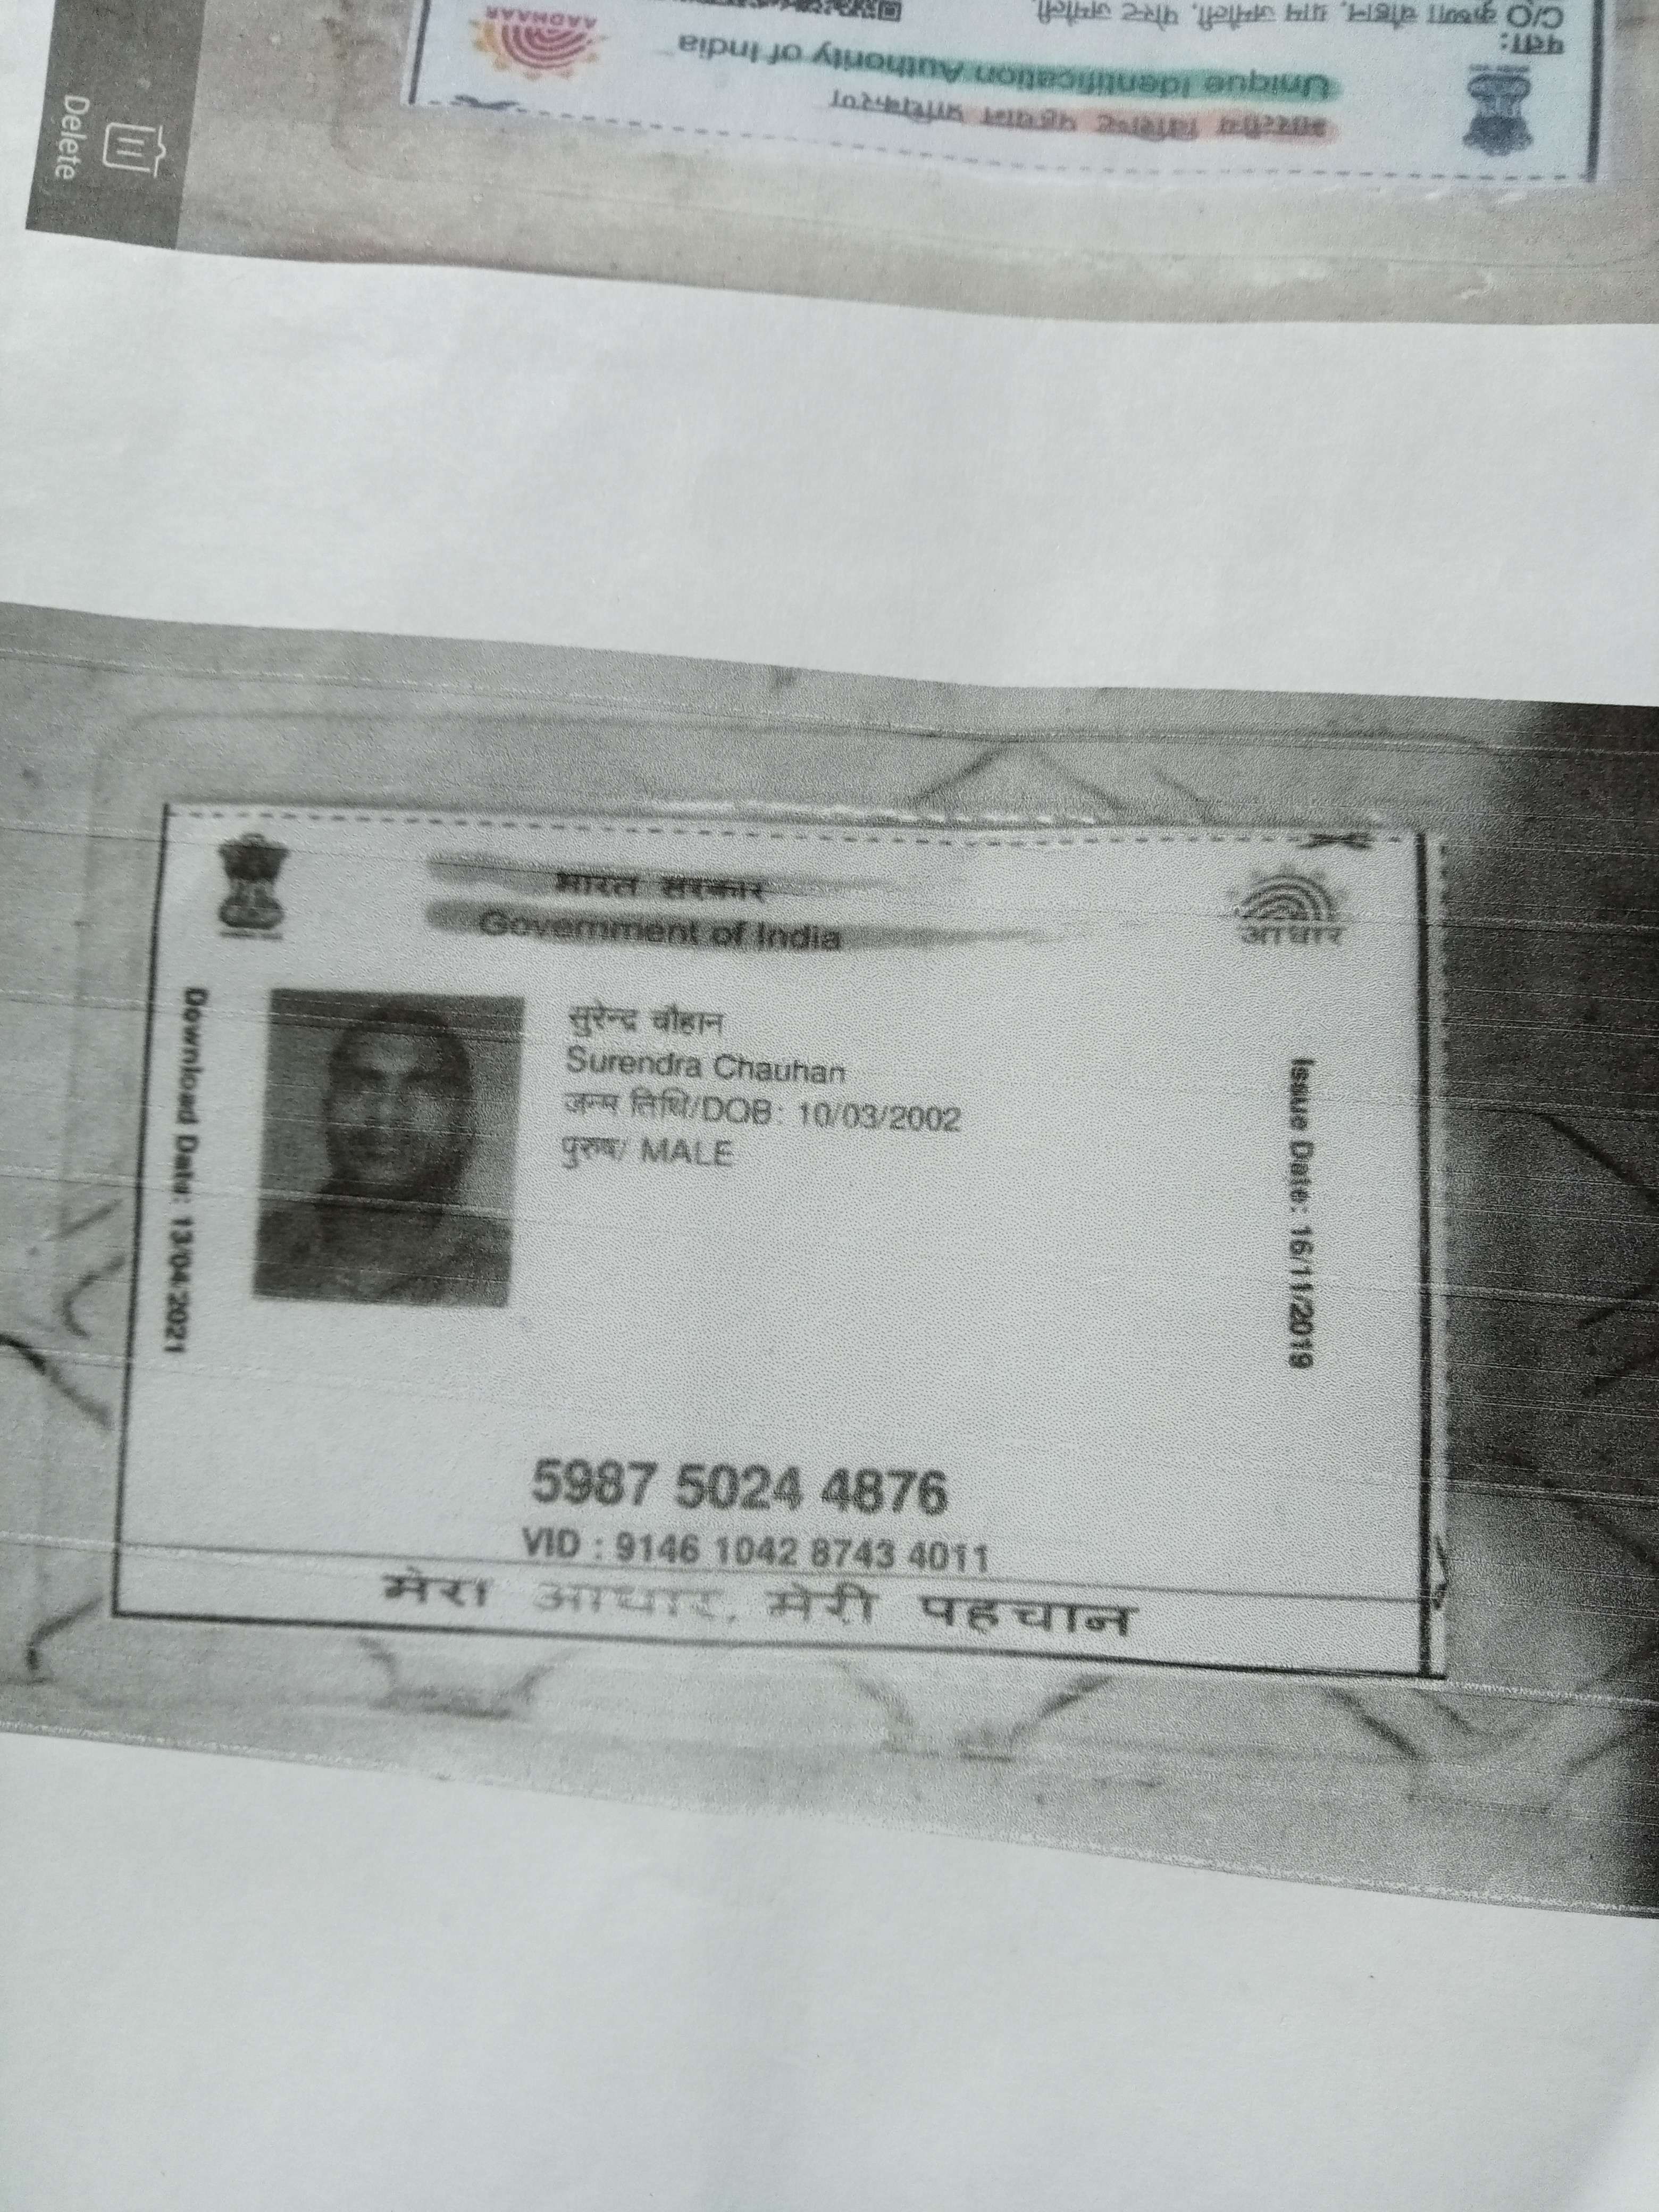 Delete
भारतीय विशिष्ट पहचान प्राधिकरण
Unique Identification Authority of India
AADHAAR
पता:
C/O कृष्णा चौहान, ग्राम पोस्ट
भारत सरकार
Government of India
आधार
सुरेन्द्र चौहान
Surendra Chauhan
जन्म तिथि/DOB: 10/03/2002
पुरुष/ MALE
Download Date: 13/04/2021
Issue Date: 16/11/2019
5987 5024 4876
VID : 9146 1042 8743 4011
मेरा आधार, मेरी पहचान